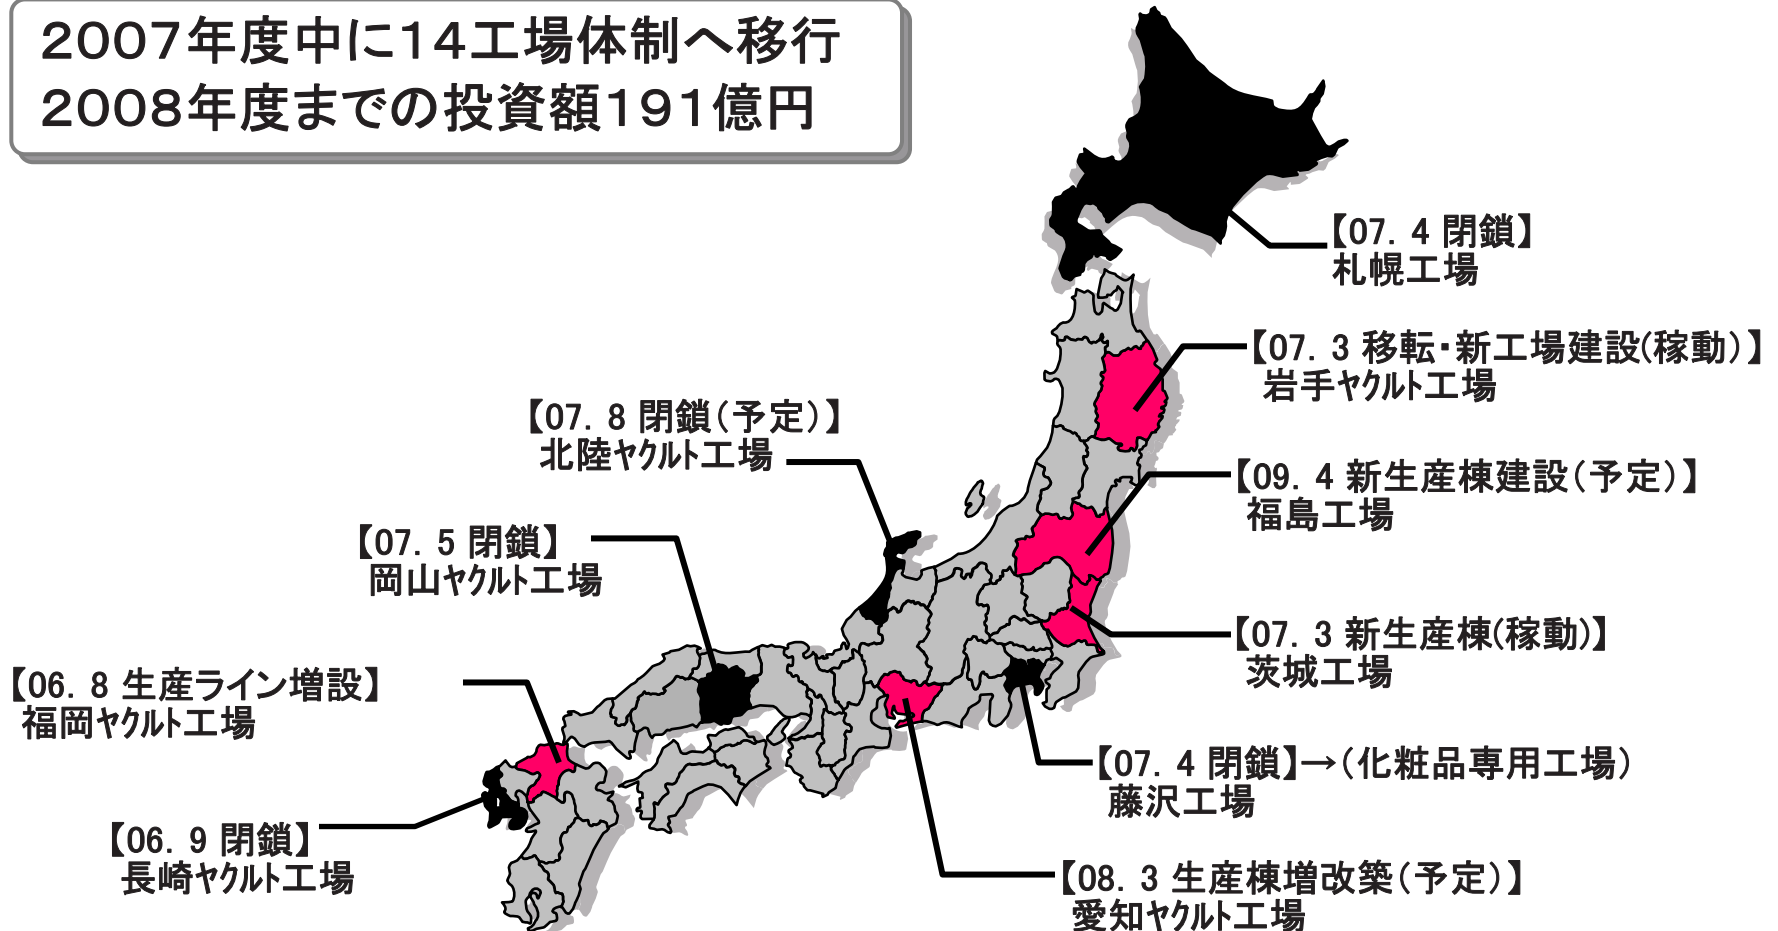 2007年度中に14工場体制へ移行
2008年度までの投資額191億円
【07.4 閉鎖】
札幌工場
【07.3 移転・新工場建設(稼動)】
岩手ﾔｸﾙﾄ工場
【07.8 閉鎖(予定)】
北陸ﾔｸﾙﾄ工場
【09.4 新生産棟建設(予定)】
福島工場
【07.5 閉鎖】
岡山ﾔｸﾙﾄ工場
【07.3 新生産棟(稼動)】
茨城工場
【06.8 生産ライン増設】
福岡ﾔｸﾙﾄ工場
【07.4 閉鎖】→(化粧品専用工場)
藤沢工場
【06.9 閉鎖】
長崎ﾔｸﾙﾄ工場
【08.3 生産棟増改築(予定)】
愛知ﾔｸﾙﾄ工場